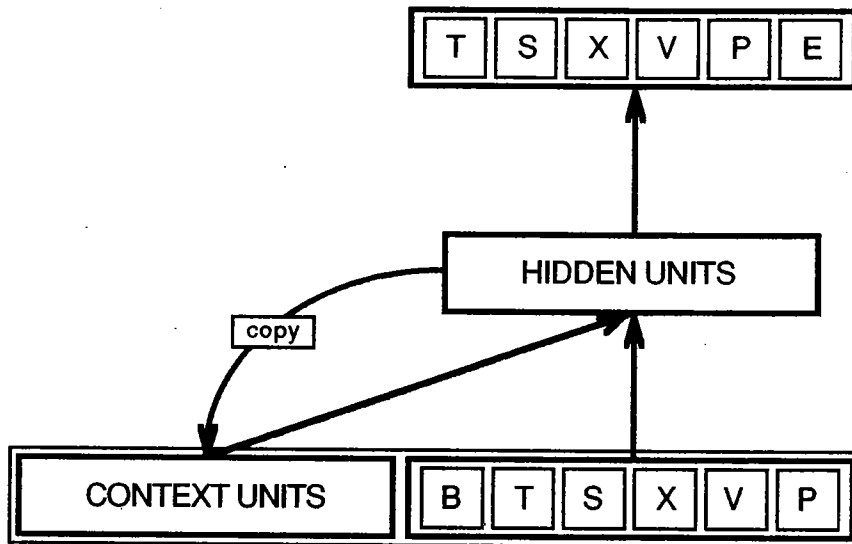 T S X V P E
HIDDEN UNITS
copy
CONTEXT UNITS
B T S X V P